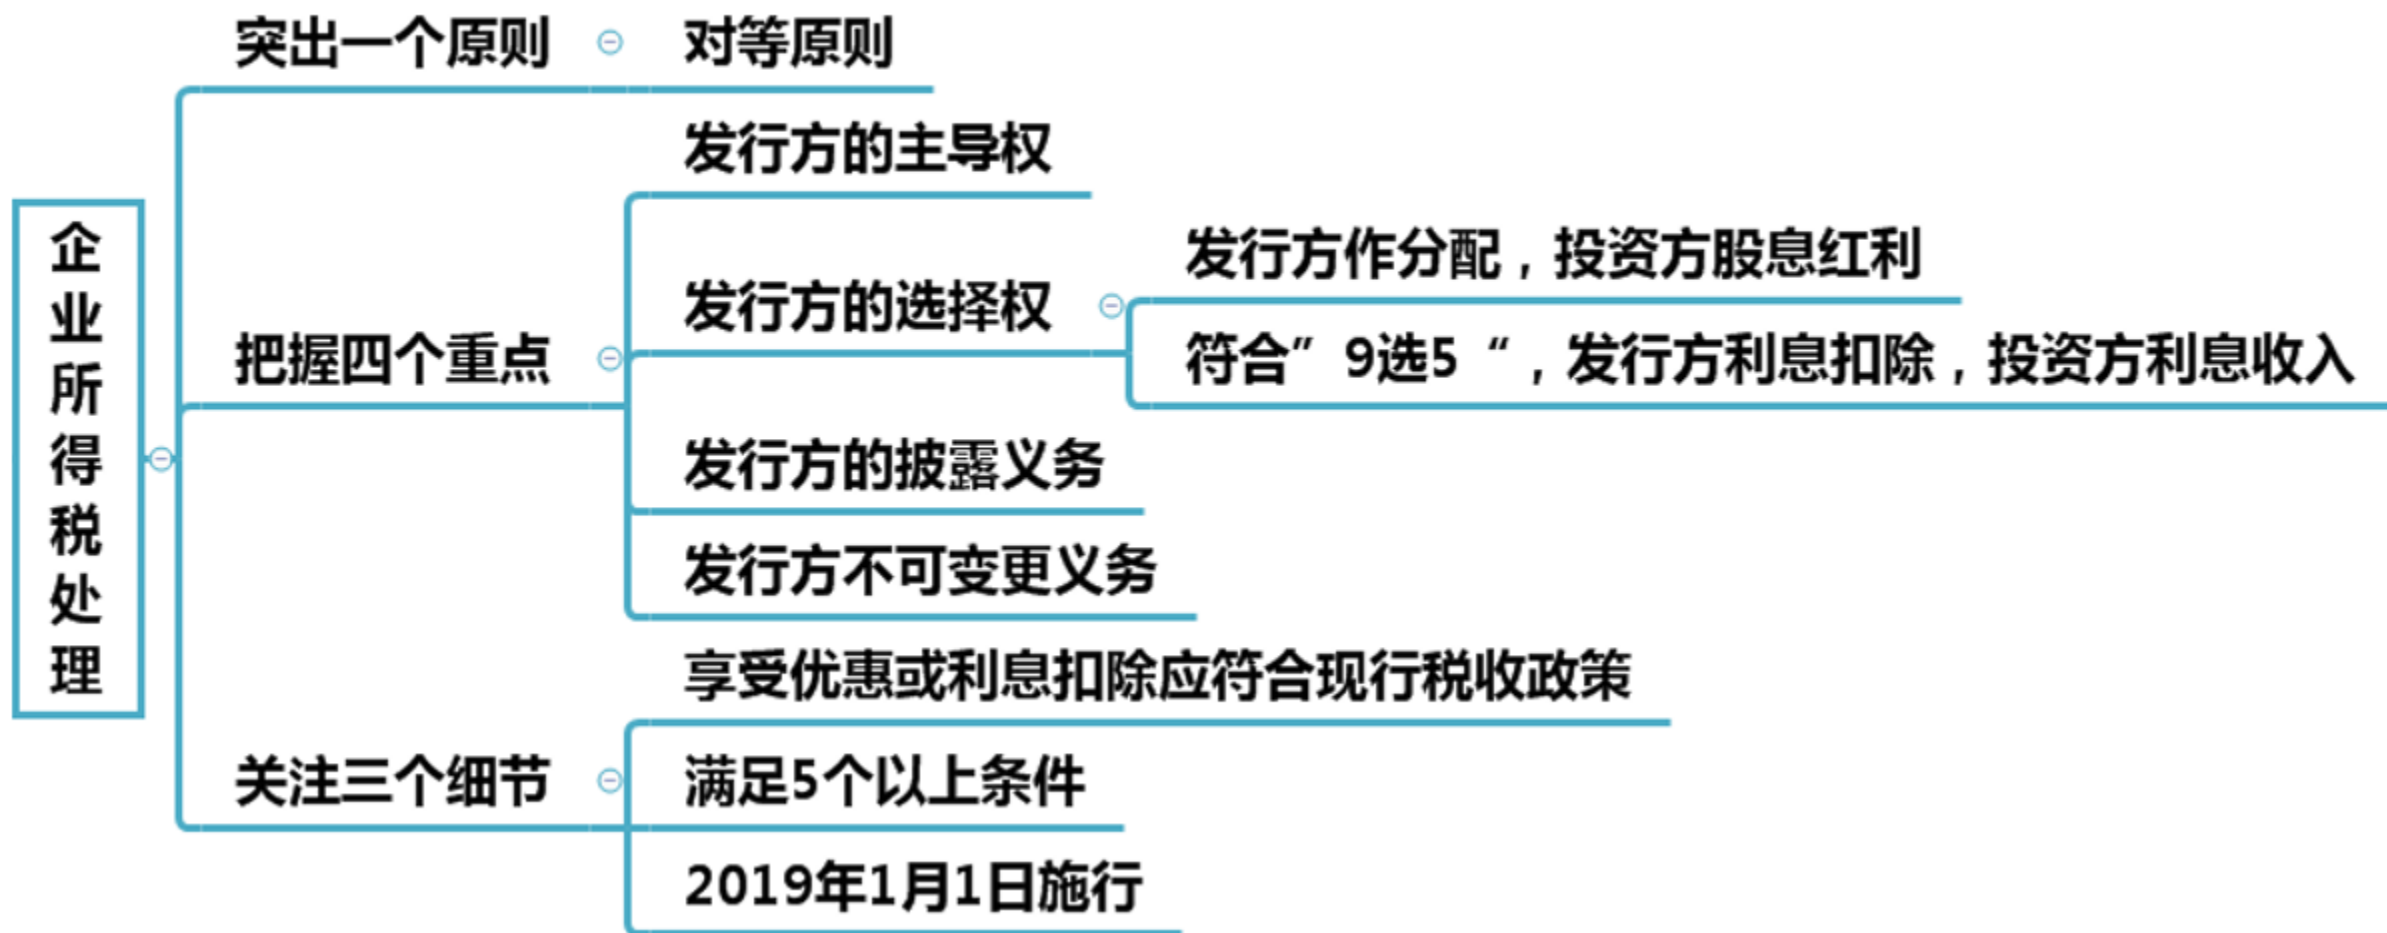 企业所得税处理
突出一个原则
对等原则
把握四个重点
发行方的主导权
发行方的选择权
发行方作分配，投资方股息红利
符合”9选5“，发行方利息扣除，投资方利息收入
发行方的披露义务
发行方不可变更义务
关注三个细节
享受优惠或利息扣除应符合现行税收政策
满足5个以上条件
2019年1月1日施行